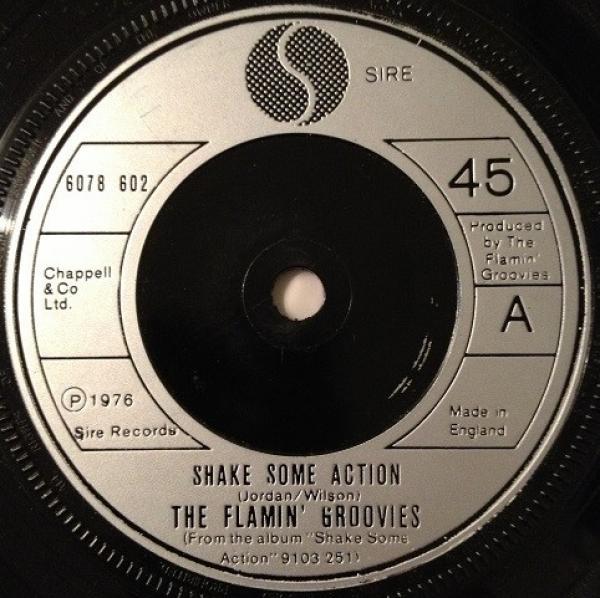 SIRE
6078 602
45
Produced
by The
Flamin'
Groovies
Chappell
& Co
Ltd.
A
℗ 1976
Sire Records
Made in
England
SHAKE SOME ACTION
(Jordan/Wilson)
THE FLAMIN' GROOVIES
(From the album "Shake Some
Action" 9103 251)